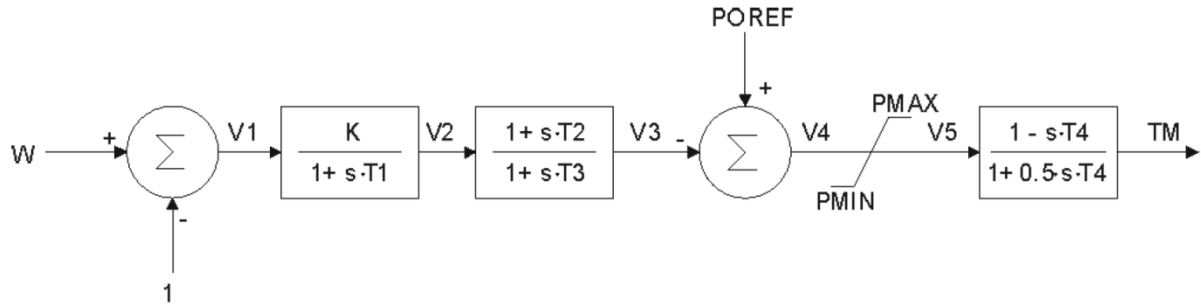 POREF
+
W
+
Σ
-
1
V1
K
1+ s·T1
V2
1+ s·T2
1+ s·T3
V3
-
Σ
V4
PMAX
PMIN
V5
1 - s·T4
1+ 0.5·s·T4
TM